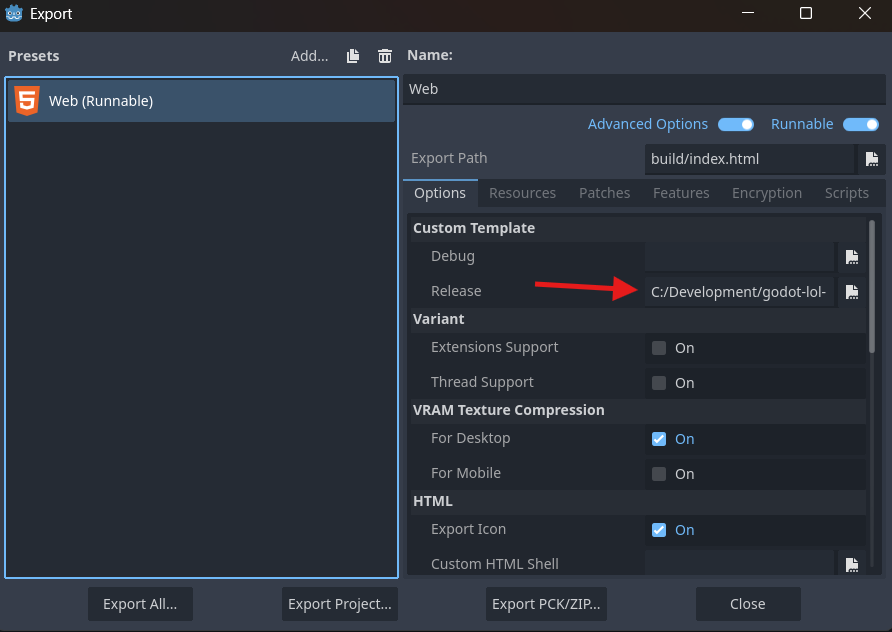 Export
Presets
Add...
Name:
Web (Runnable)
Web
Advanced Options
Runnable
Export Path
build/index.html
Options
Resources
Patches
Features
Encryption
Scripts
Custom Template
Debug
Release
C:/Development/godot-lol-
Variant
Extensions Support
On
Thread Support
On
VRAM Texture Compression
For Desktop
On
For Mobile
On
HTML
Export Icon
On
Custom HTML Shell
Export All...
Export Project...
Export PCK/ZIP...
Close